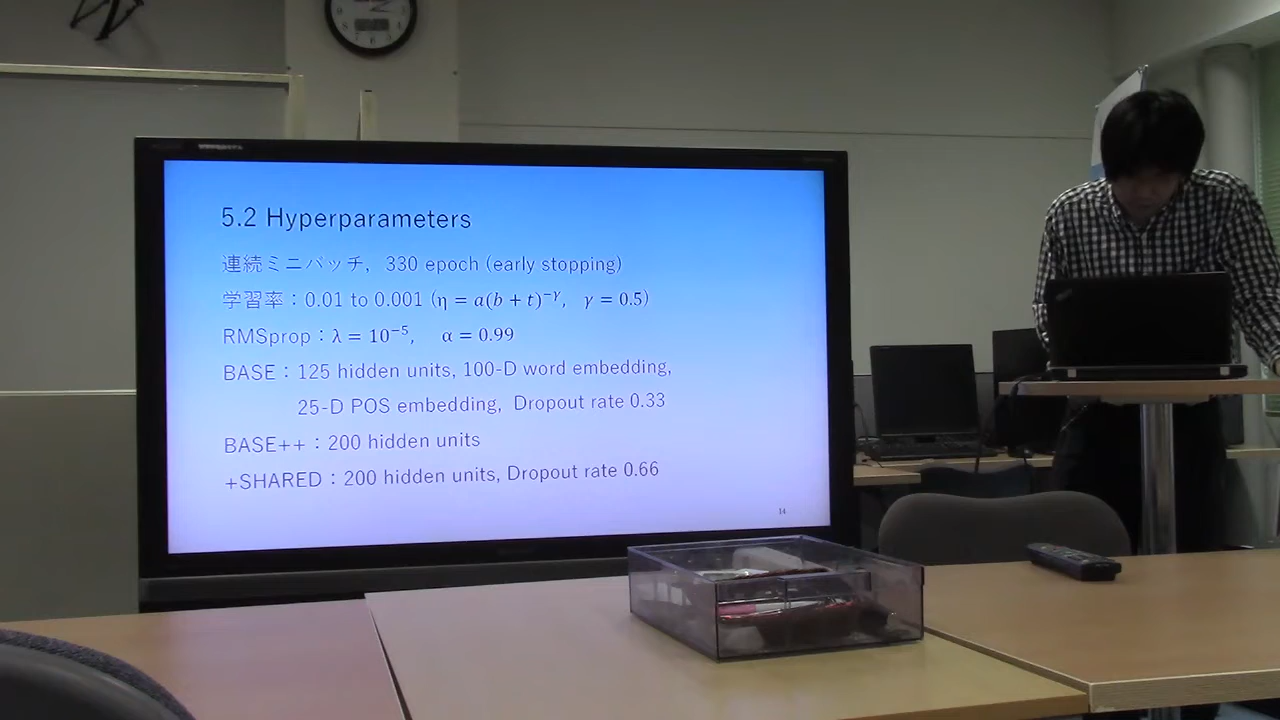 5.2 Hyperparameters
連続ミニバッチ, 330 epoch (early stopping)
学習率：0.01 to 0.001 (η = a(b + t)^−γ, γ = 0.5)
RMSprop：λ = 10^−5, α = 0.99
BASE：125 hidden units, 100-D word embedding,
25-D POS embedding, Dropout rate 0.33
BASE++：200 hidden units
+SHARED：200 hidden units, Dropout rate 0.66
14